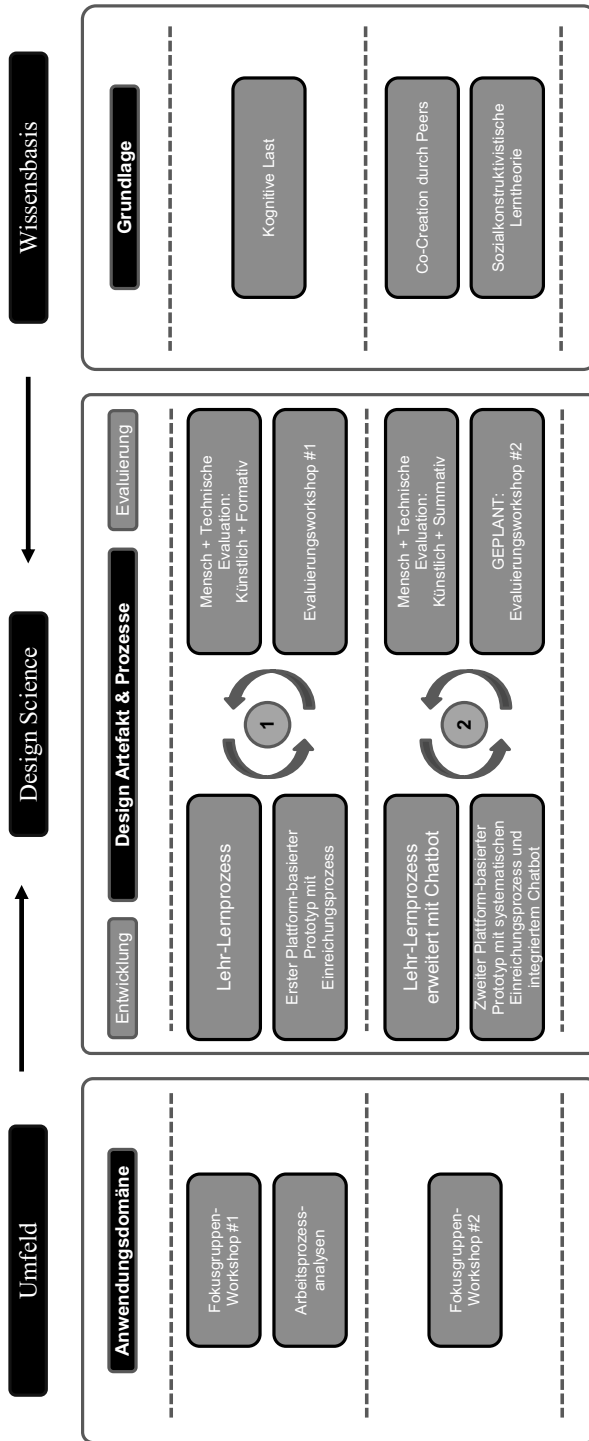 Umfeld
Design Science
Wissensbasis
Anwendungsdomäne
Entwicklung
Design Artefakt & Prozesse
Evaluierung
Grundlage
Fokusgruppen-
Workshop #1
Arbeitsprozess-
analysen
Lehr-Lernprozess
Erster Plattform-basierter
Prototyp mit
Einreichungsprozess
1
Mensch + Technische
Evaluation:
Künstlich + Formativ
Evaluierungsworkshop #1
Kognitive Last
Fokusgruppen-
Workshop #2
Lehr-Lernprozess
erweitert mit Chatbot
Zweiter Plattform-basierter
Prototyp mit systematischen
Einreichungsprozess und
integriertem Chatbot
2
Mensch + Technische
Evaluation:
Künstlich + Summativ
GEPLANT:
Evaluierungsworkshop #2
Co-Creation durch Peers
Sozialkonstruktivistische
Lerntheorie